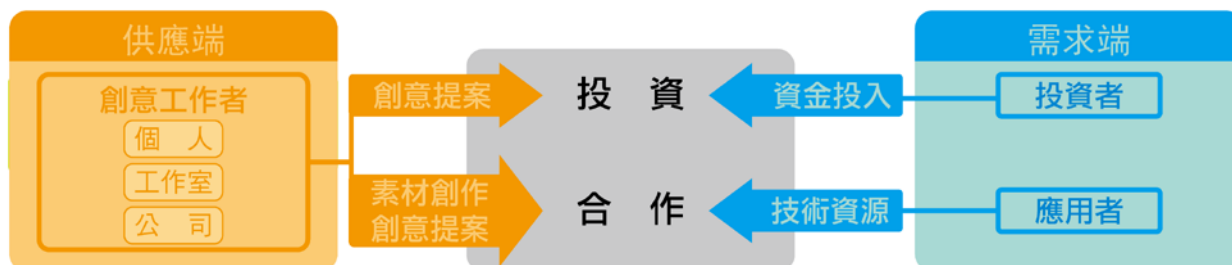 供應端
創意工作者
個 人
工作室
公 司
創意提案
素材創作
創意提案
投 資
合 作
資金投入
技術資源
需求端
投資者
應用者